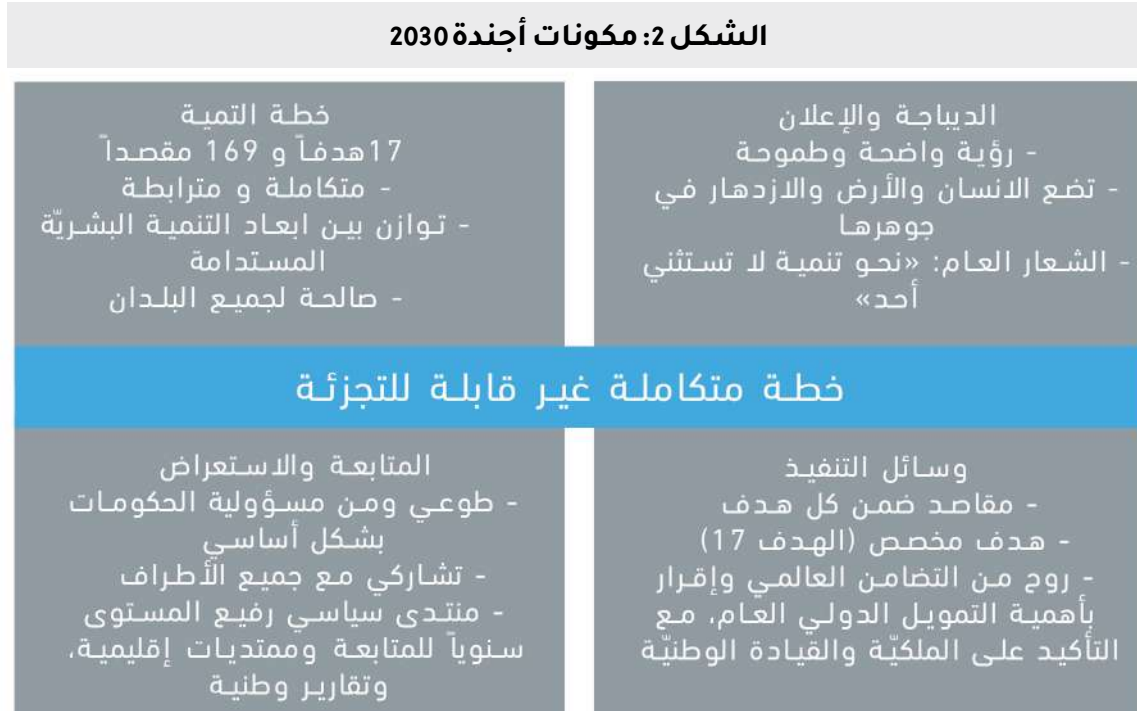 الشكل 2: مكونات أجندة 2030
الديباجة والإعلان
- رؤية واضحة وطموحة
- تضع الانسان والأرض والازدهار في
جوهرها
- الشعار العام: «نحو تنمية لا تستثني
أحد»
خطة التمية
17هدفاً و 169 مقصداً
- متكاملة و مترابطة
- توازن بين ابعاد التنمية البشريّة
المستدامة
- صالحة لجميع البلدان
خطة متكاملة غير قابلة للتجزئة
وسائل التنفيذ
- مقاصد ضمن كل هدف
- هدف مخصص (الهدف 17)
- روح من التضامن العالمي وإقرار
بأهمية التمويل الدولي العام، مع
التأكيد على الملكيّة والقيادة الوطنيّة
المتابعة والاستعراض
- طوعي ومن مسؤولية الحكومات
بشكل أساسي
- تشاركي مع جميع الأطراف
- منتدى سياسي رفيع المستوى
سنوياً للمتابعة وممتديات إقليمية،
وتقارير وطنية